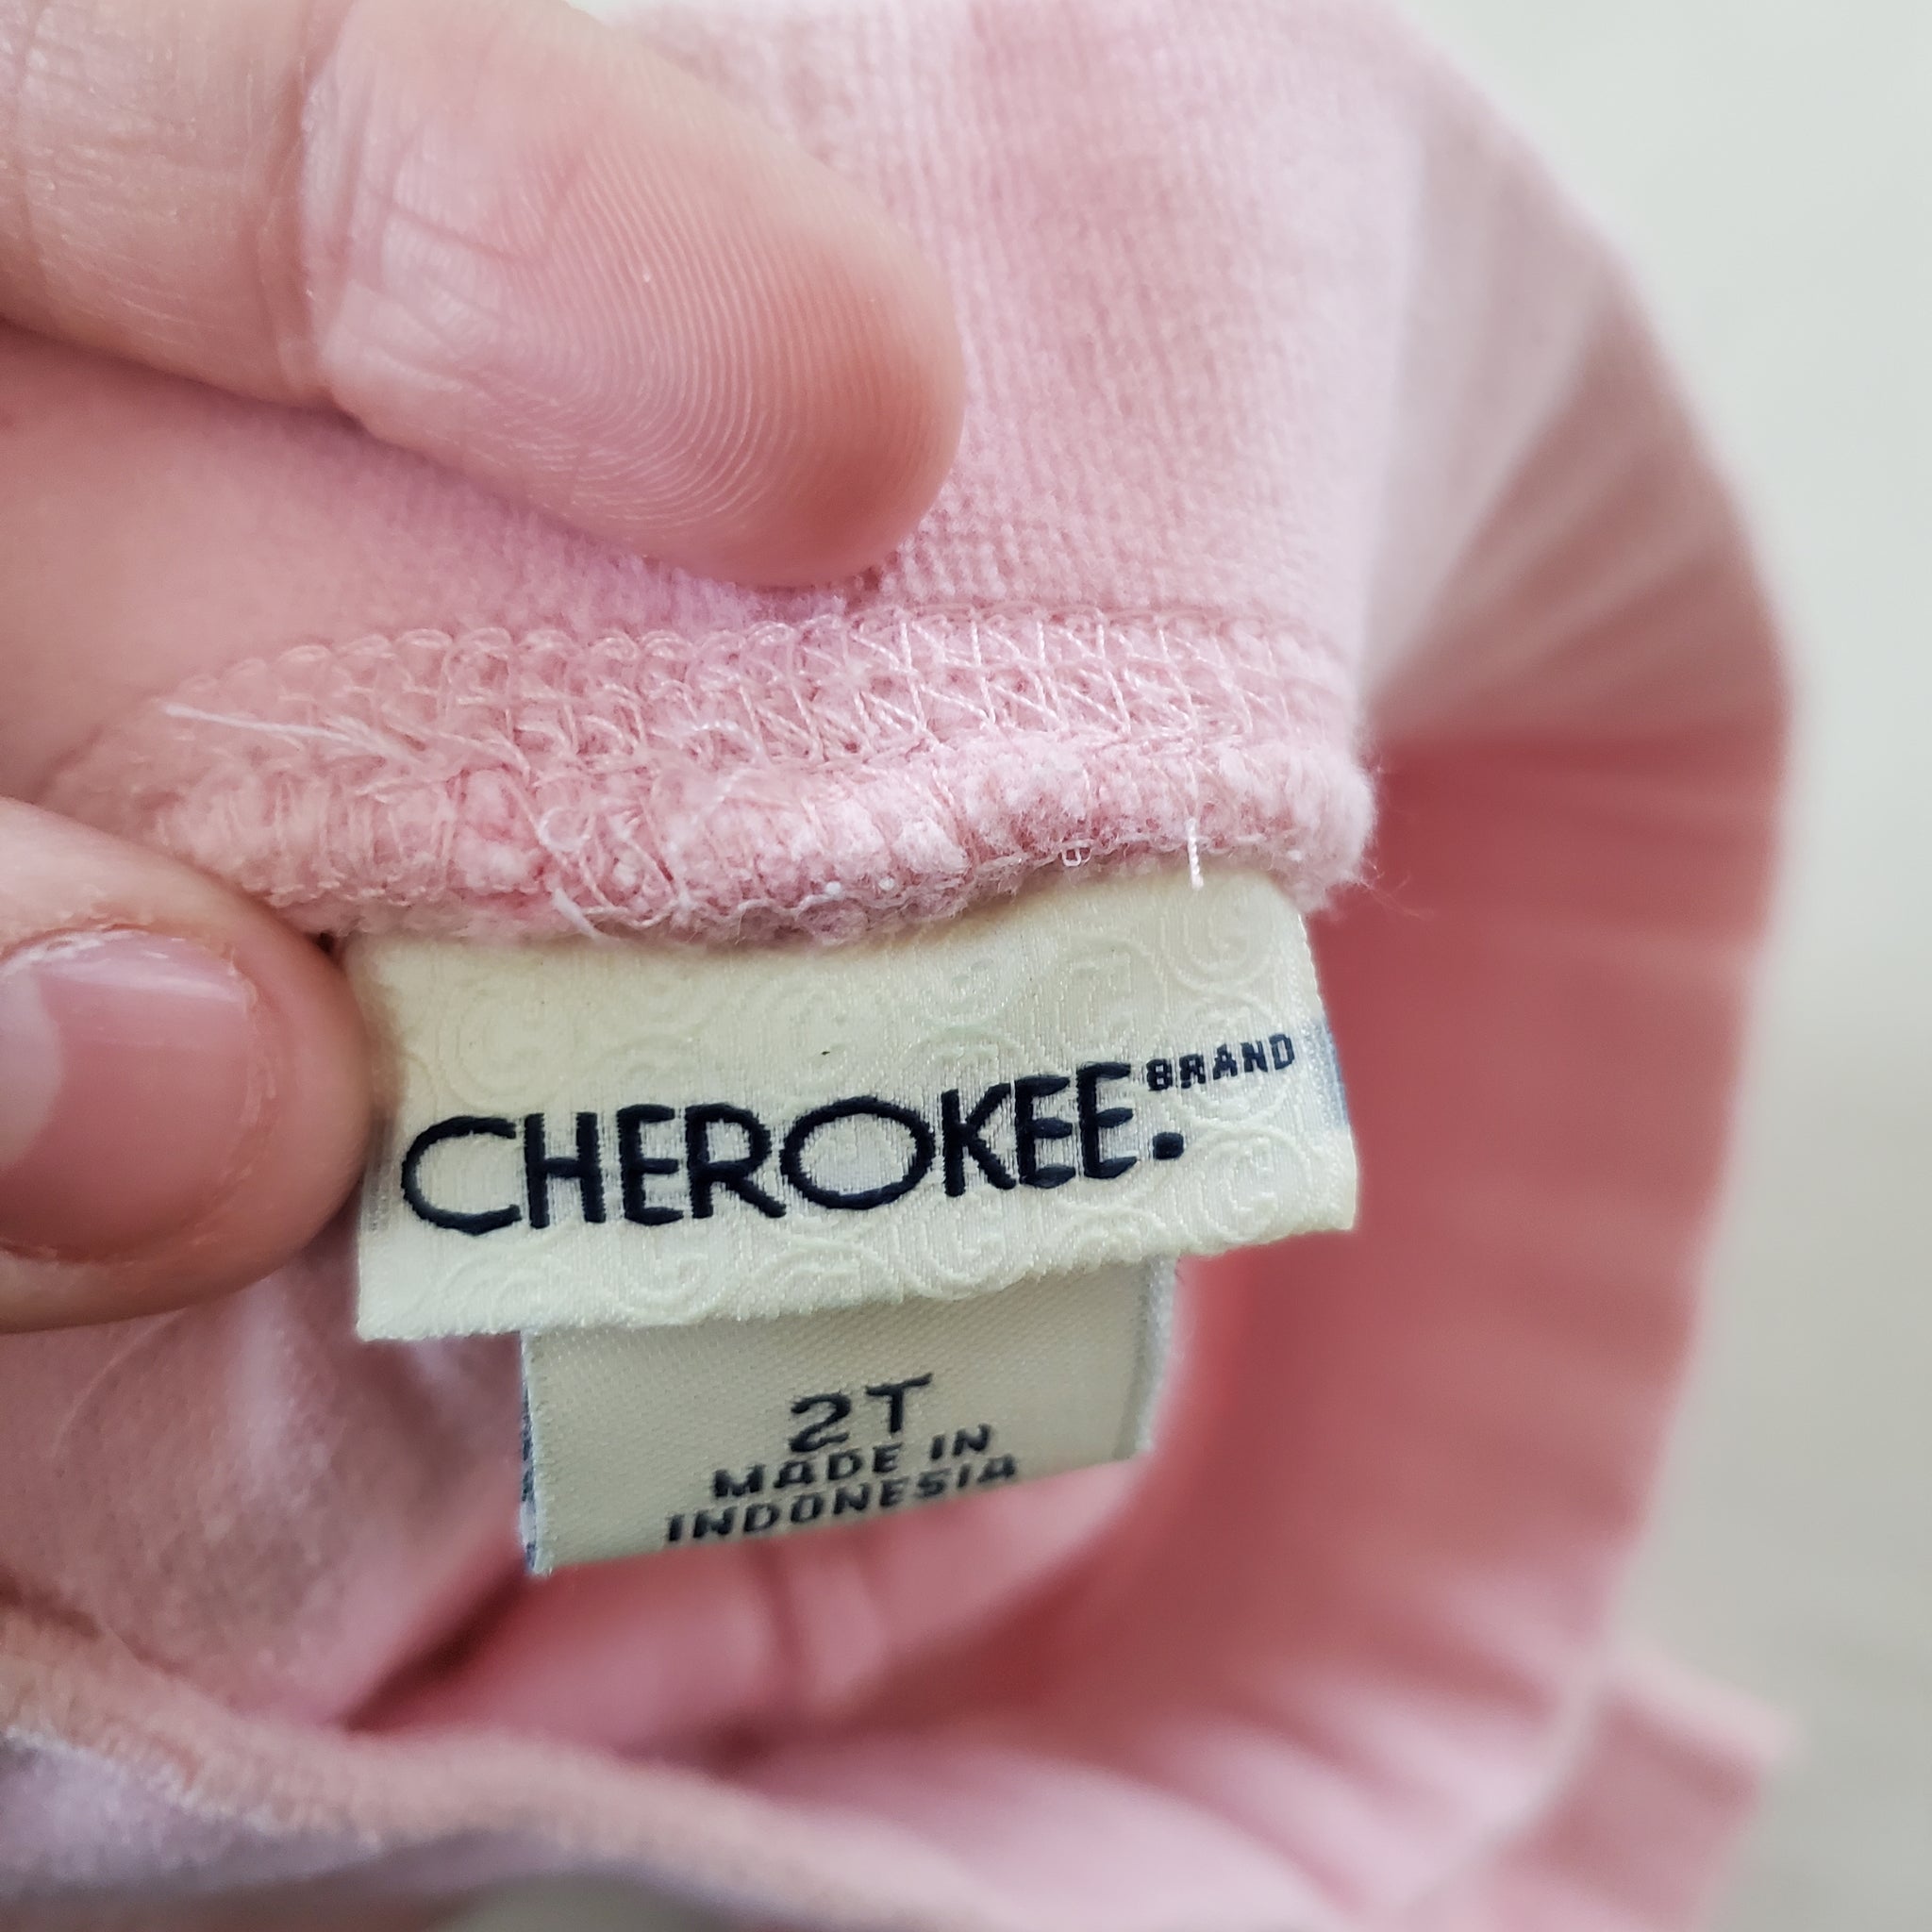 CHEROKEE. BRAND
2T
MADE IN
INDONESIA